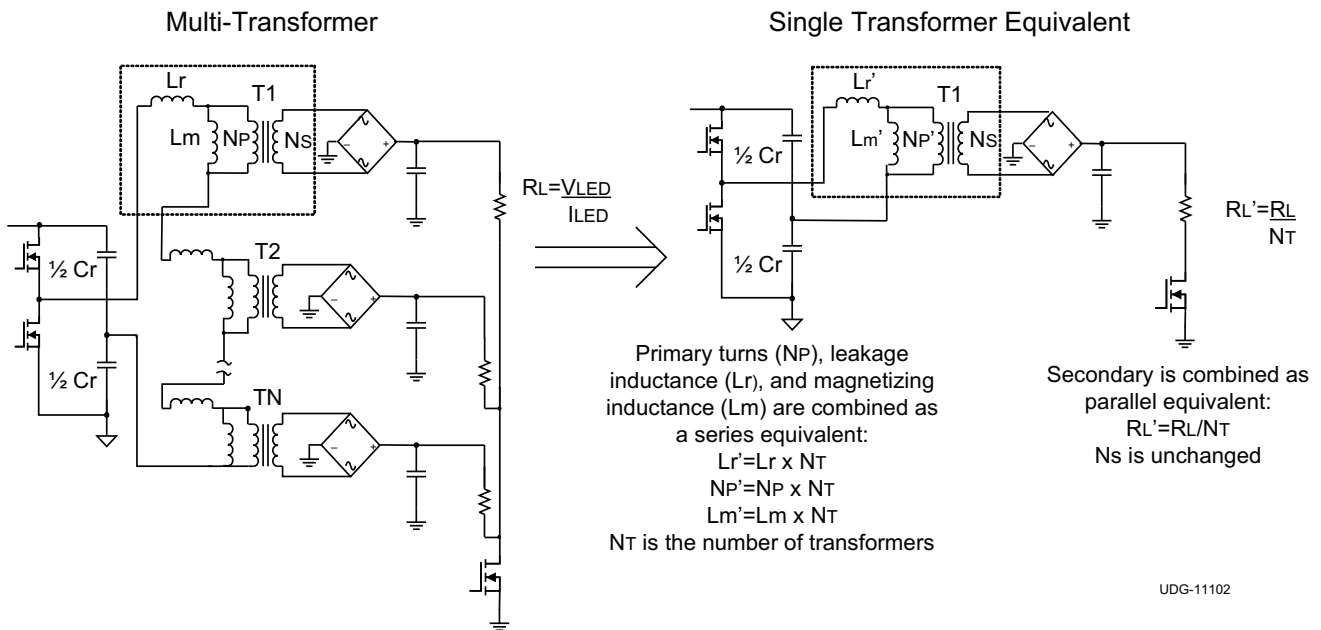 Multi-Transformer
Lr
T1
Lm
NP
NS
- +
½ Cr
½ Cr
T2
- +
TN
- +
RL=VLED
ILED
Single Transformer Equivalent
Lr’
T1
Lm’
NP’
NS
- +
½ Cr
½ Cr
RL’=RL
NT
Primary turns (NP), leakage
inductance (Lr), and magnetizing
inductance (Lm) are combined as
a series equivalent:
Lr’=Lr x NT
NP’=NP x NT
Lm’=Lm x NT
NT is the number of transformers
Secondary is combined as
parallel equivalent:
RL’=RL/NT
Ns is unchanged
UDG-11102